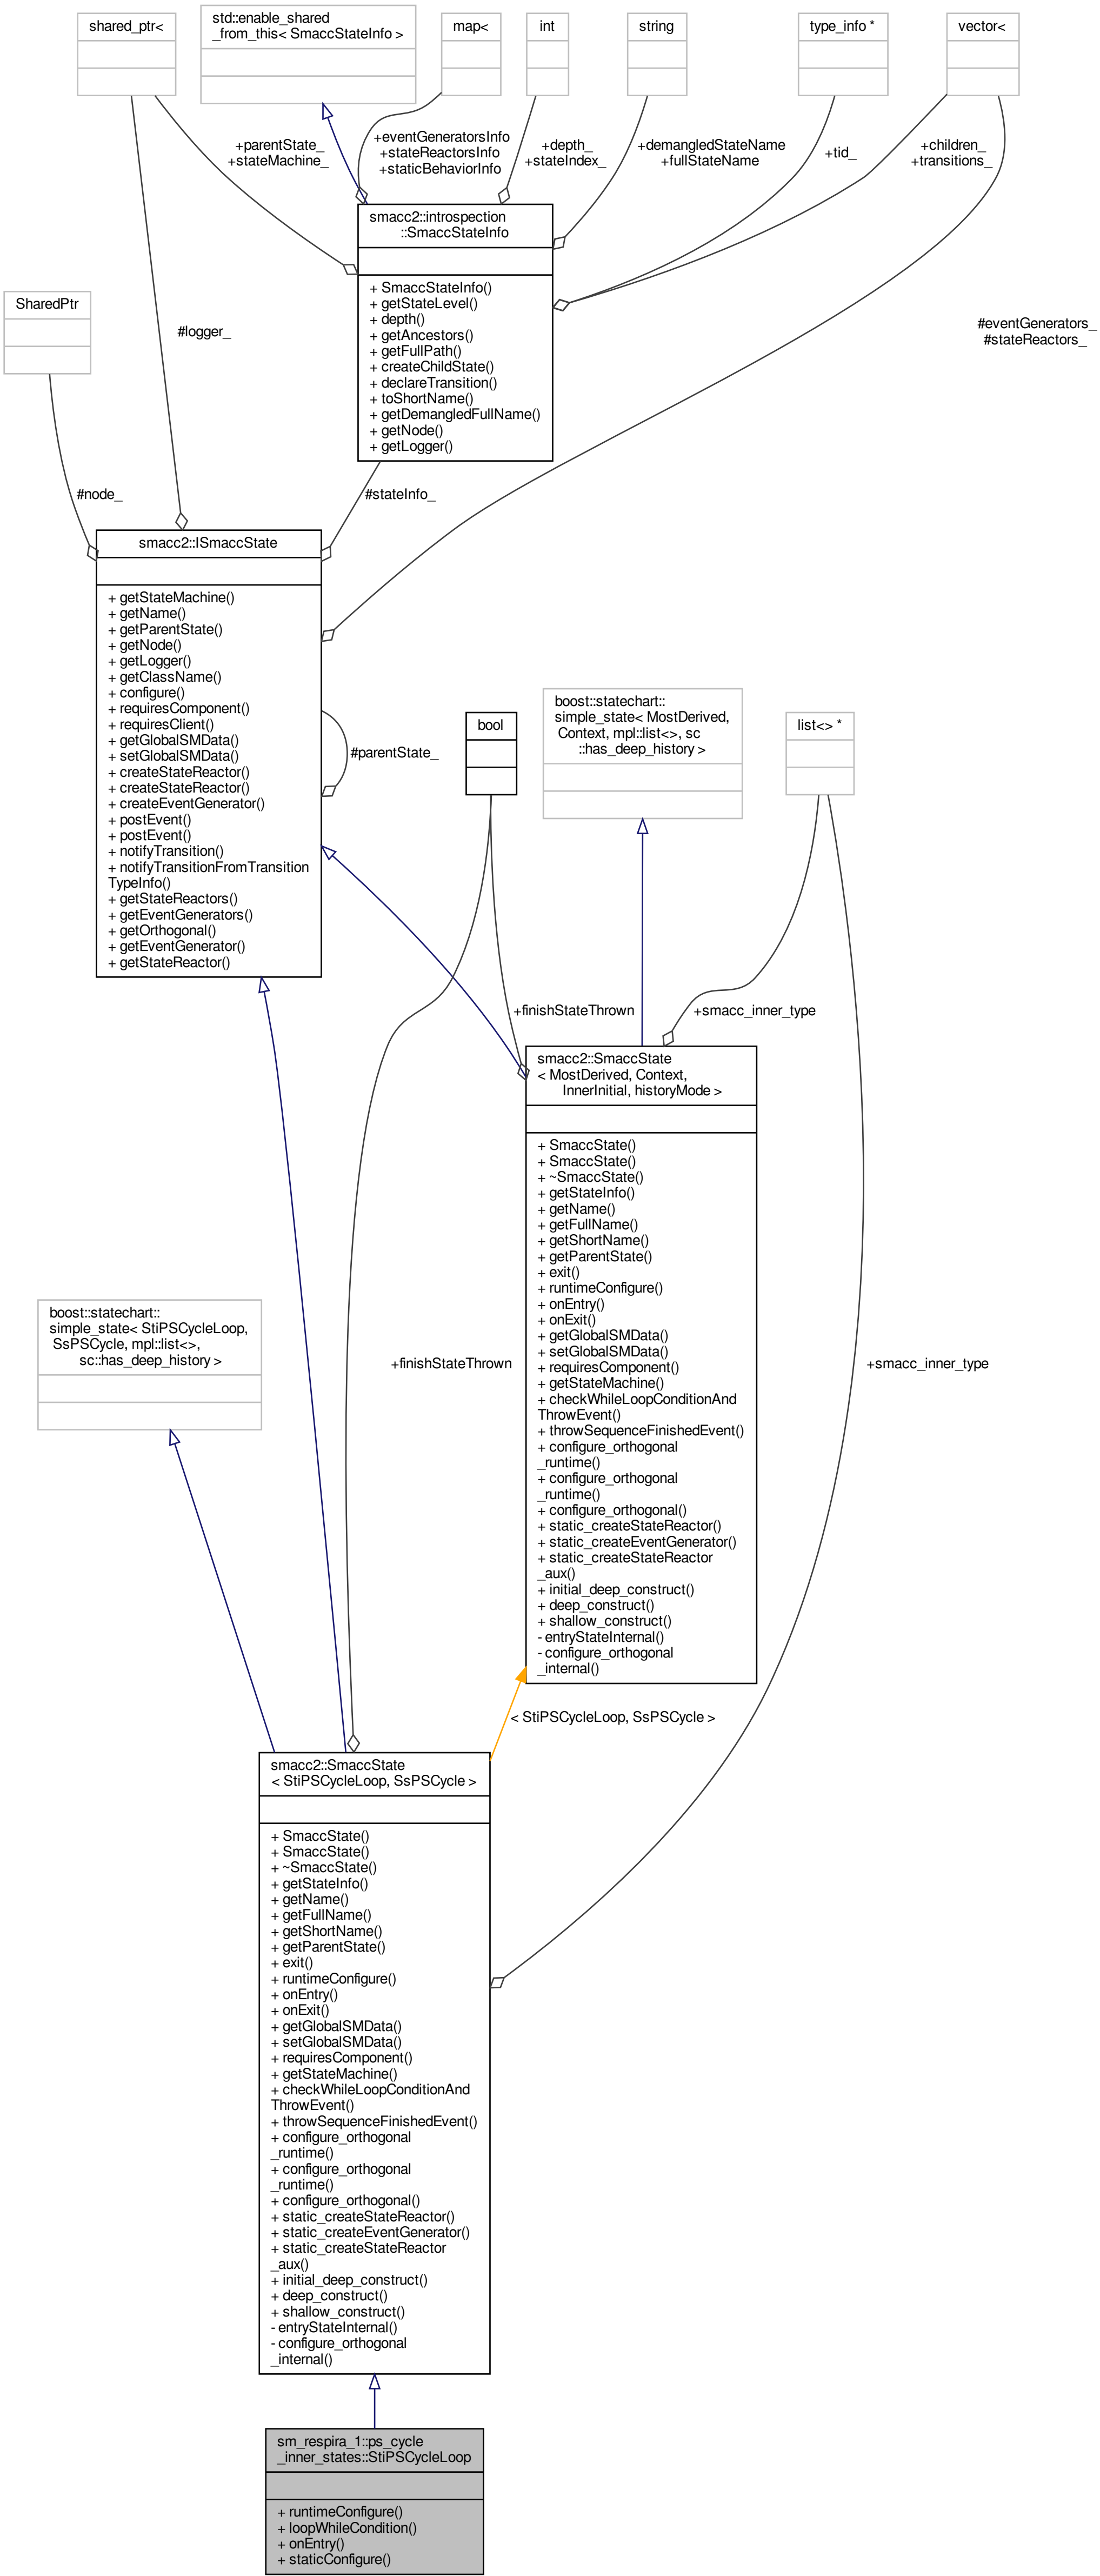 shared_ptr<
std::enable_shared
_from_this< SmaccStateInfo >
map<
int
string
type_info *
vector<
+parentState_
+stateMachine_
+eventGeneratorsInfo
+stateReactorsInfo
+staticBehaviorInfo
+depth_
+stateIndex_
+demangledStateName
+fullStateName
+tid_
+children_
+transitions_
smacc2::introspection
::SmaccStateInfo
+ SmaccStateInfo()
+ getStateLevel()
+ depth()
+ getAncestors()
+ getFullPath()
+ createChildState()
+ declareTransition()
+ toShortName()
+ getDemangledFullName()
+ getNode()
+ getLogger()
SharedPtr
#logger_
#eventGenerators_
#stateReactors_
#node_
#stateInfo_
smacc2::ISmaccState
+ getStateMachine()
+ getName()
+ getParentState()
+ getNode()
+ getLogger()
+ getClassName()
+ configure()
+ requiresComponent()
+ requiresClient()
+ getGlobalSMData()
+ setGlobalSMData()
+ createStateReactor()
+ createStateReactor()
+ createEventGenerator()
+ postEvent()
+ postEvent()
+ notifyTransition()
+ notifyTransitionFromTransition
TypeInfo()
+ getStateReactors()
+ getEventGenerators()
+ getOrthogonal()
+ getEventGenerator()
+ getStateReactor()
#parentState_
bool
boost::statechart::
simple_state< MostDerived,
Context, mpl::list<>, sc
::has_deep_history >
list<> *
+finishStateThrown
+smacc_inner_type
smacc2::SmaccState
< MostDerived, Context,
InnerInitial, historyMode >
+ SmaccState()
+ SmaccState()
+ ~SmaccState()
+ getStateInfo()
+ getName()
+ getFullName()
+ getShortName()
+ getParentState()
+ exit()
+ runtimeConfigure()
+ onEntry()
+ onExit()
+ getGlobalSMData()
+ setGlobalSMData()
+ requiresComponent()
+ getStateMachine()
+ checkWhileLoopConditionAnd
ThrowEvent()
+ throwSequenceFinishedEvent()
+ configure_orthogonal
_runtime()
+ configure_orthogonal
_runtime()
+ configure_orthogonal()
+ static_createStateReactor()
+ static_createEventGenerator()
+ static_createStateReactor
_aux()
+ initial_deep_construct()
+ deep_construct()
+ shallow_construct()
- entryStateInternal()
- configure_orthogonal
_internal()
boost::statechart::
simple_state< StiPSCycleLoop,
SsPSCycle, mpl::list<>,
sc::has_deep_history >
+finishStateThrown
+smacc_inner_type
< StiPSCycleLoop, SsPSCycle >
smacc2::SmaccState
< StiPSCycleLoop, SsPSCycle >
+ SmaccState()
+ SmaccState()
+ ~SmaccState()
+ getStateInfo()
+ getName()
+ getFullName()
+ getShortName()
+ getParentState()
+ exit()
+ runtimeConfigure()
+ onEntry()
+ onExit()
+ getGlobalSMData()
+ setGlobalSMData()
+ requiresComponent()
+ getStateMachine()
+ checkWhileLoopConditionAnd
ThrowEvent()
+ throwSequenceFinishedEvent()
+ configure_orthogonal
_runtime()
+ configure_orthogonal
_runtime()
+ configure_orthogonal()
+ static_createStateReactor()
+ static_createEventGenerator()
+ static_createStateReactor
_aux()
+ initial_deep_construct()
+ deep_construct()
+ shallow_construct()
- entryStateInternal()
- configure_orthogonal
_internal()
sm_respira_1::ps_cycle
_inner_states::StiPSCycleLoop
+ runtimeConfigure()
+ loopWhileCondition()
+ onEntry()
+ staticConfigure()